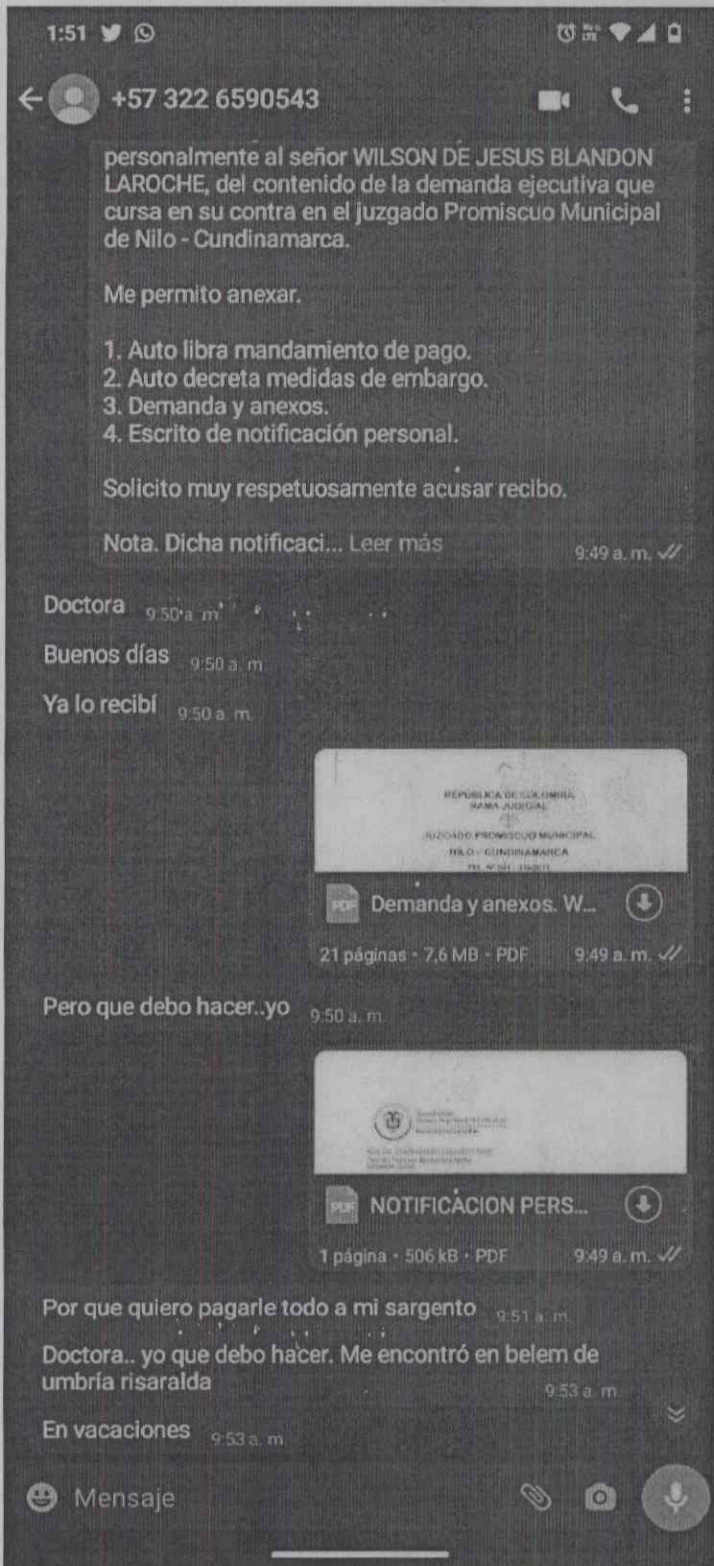 1:51
+57 322 6590543
personalmente al señor WILSON DE JESUS BLANDON
LAROCHE, del contenido de la demanda ejecutiva que
cursa en su contra en el juzgado Promiscuo Municipal
de Nilo - Cundinamarca.
Me permito anexar.
1. Auto libra mandamiento de pago.
2. Auto decreta medidas de embargo.
3. Demanda y anexos.
4. Escrito de notificación personal.
Solicito muy respetuosamente acusar recibo.
Nota. Dicha notificaci... Leer más
9:49 a. m.
Doctora 9:50 a. m.
Buenos días 9:50 a. m.
Ya lo recibí 9:50 a. m.
REPUBLICA DE COLOMBIA
RAMA JUDICIAL
JUZGADO PROMISCUO MUNICIPAL
NILO - CUNDINAMARCA
PDF Demanda y anexos. W...
21 páginas • 7,6 MB • PDF 9:49 a. m.
Pero que debo hacer..yo 9:50 a. m.
PDF NOTIFICACION PERS...
1 página • 506 kB • PDF 9:49 a. m.
Por que quiero pagarle todo a mi sargento 9:51 a. m.
Doctora.. yo que debo hacer. Me encontró en belem de
umbría risaralda
9:53 a. m.
En vacaciones 9:53 a. m.
Mensaje